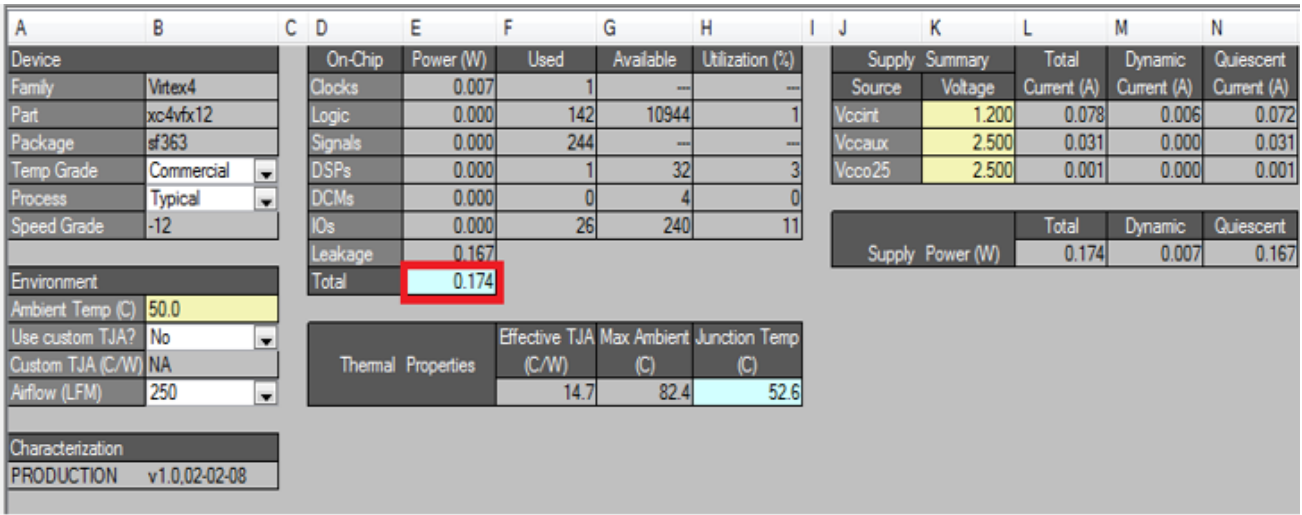 A B C D E F G H I J K L M N
Device On-Chip Power (W) Used Available Utilization (%) Supply Summary Total Dynamic Quiescent
Family Virtex4 Clocks 0.007 1 --- --- Source Voltage Current (A) Current (A) Current (A)
Part xc4vfx12 Logic 0.000 142 10944 1 Vccint 1.200 0.078 0.006 0.072
Package sf363 Signals 0.000 244 --- --- Vccaux 2.500 0.031 0.000 0.031
Temp Grade Commercial DSPs 0.000 1 32 3 Vcco25 2.500 0.001 0.000 0.001
Process Typical DCMs 0.000 0 4 0
Speed Grade -12 IOs 0.000 26 240 11 Total Dynamic Quiescent
Leakage 0.167 Supply Power (W) 0.174 0.007 0.167
Environment Total 0.174
Ambient Temp (C) 50.0
Use custom TJA? No Effective TJA Max Ambient Junction Temp
Custom TJA (C/W) NA Thermal Properties (C/W) (C) (C)
Airflow (LFM) 250 14.7 82.4 52.6
Characterization
PRODUCTION v1.0,02-02-08